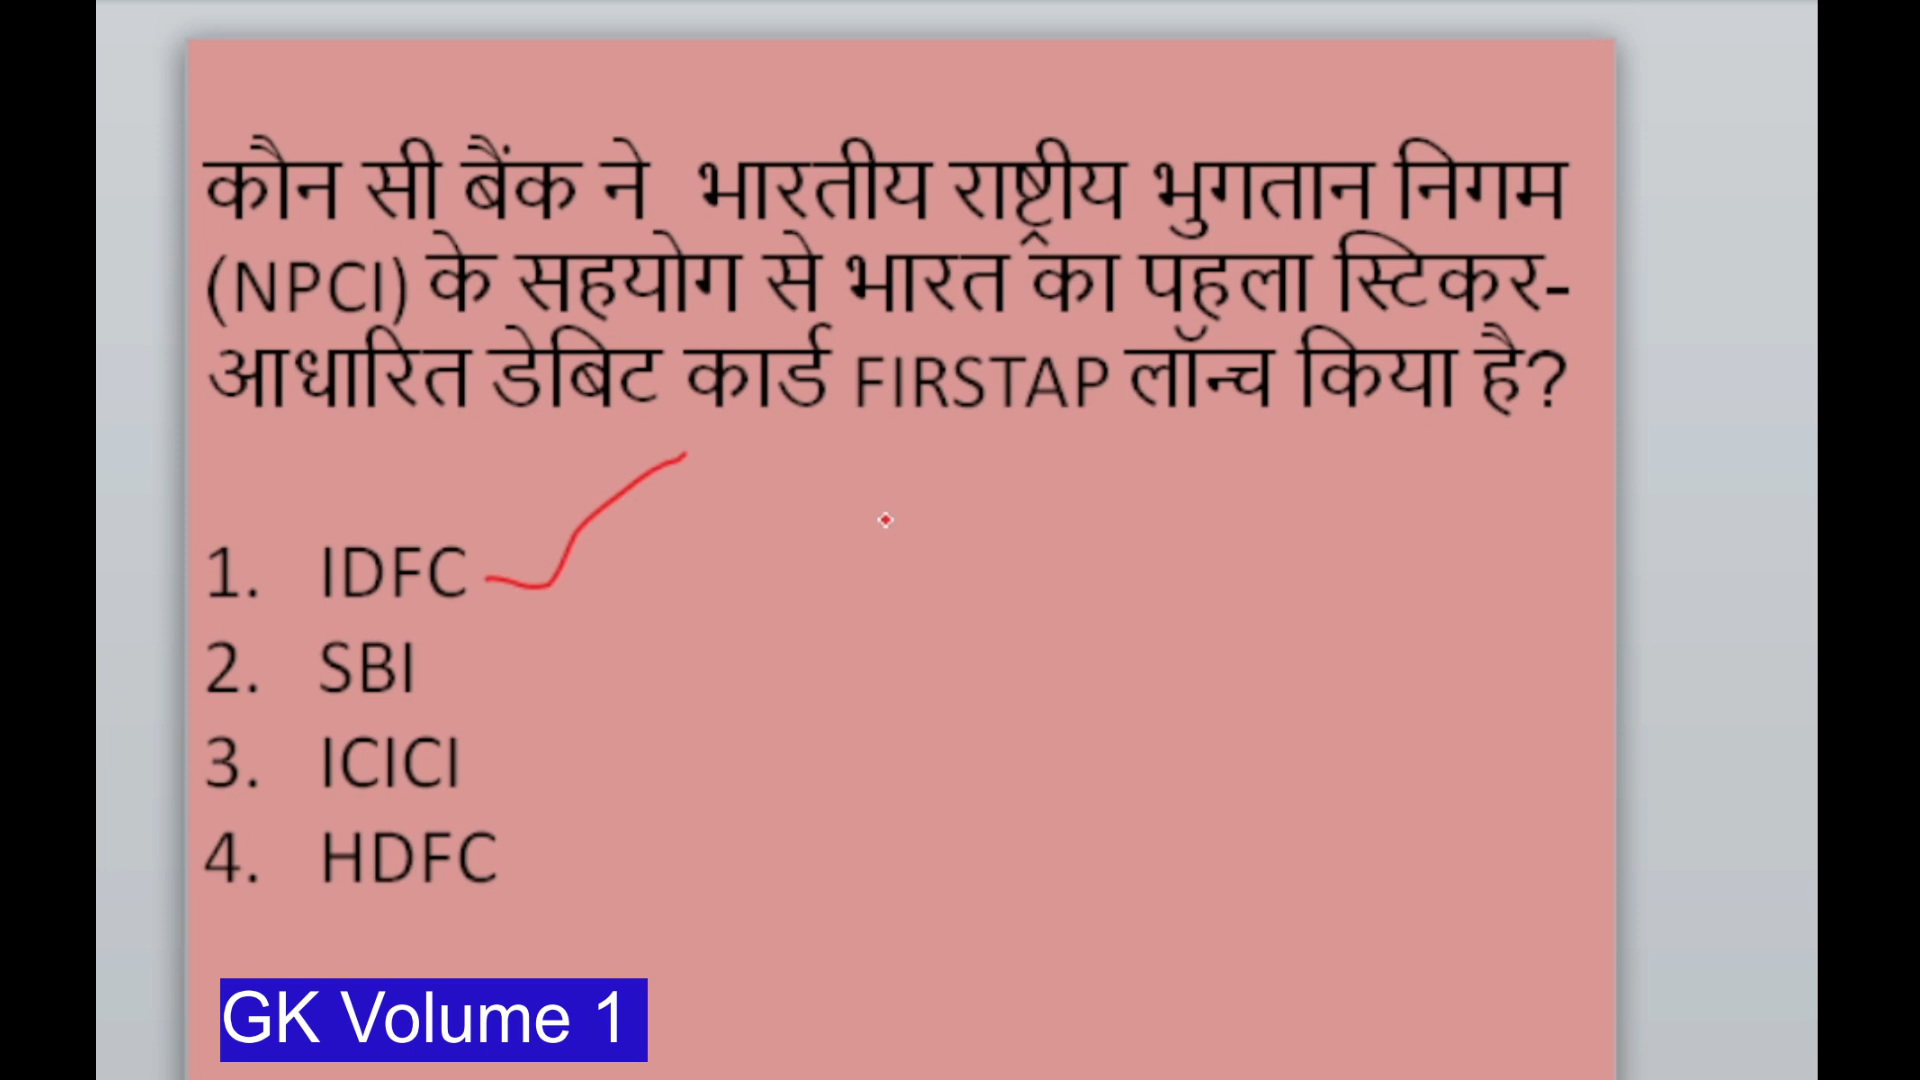 कौन सी बैंक ने भारतीय राष्ट्रीय भुगतान निगम
(NPCI) के सहयोग से भारत का पहला स्टिकर-
आधारित डेबिट कार्ड FIRSTAP लॉन्च किया है?
1. IDFC
2. SBI
3. ICICI
4. HDFC
GK Volume 1